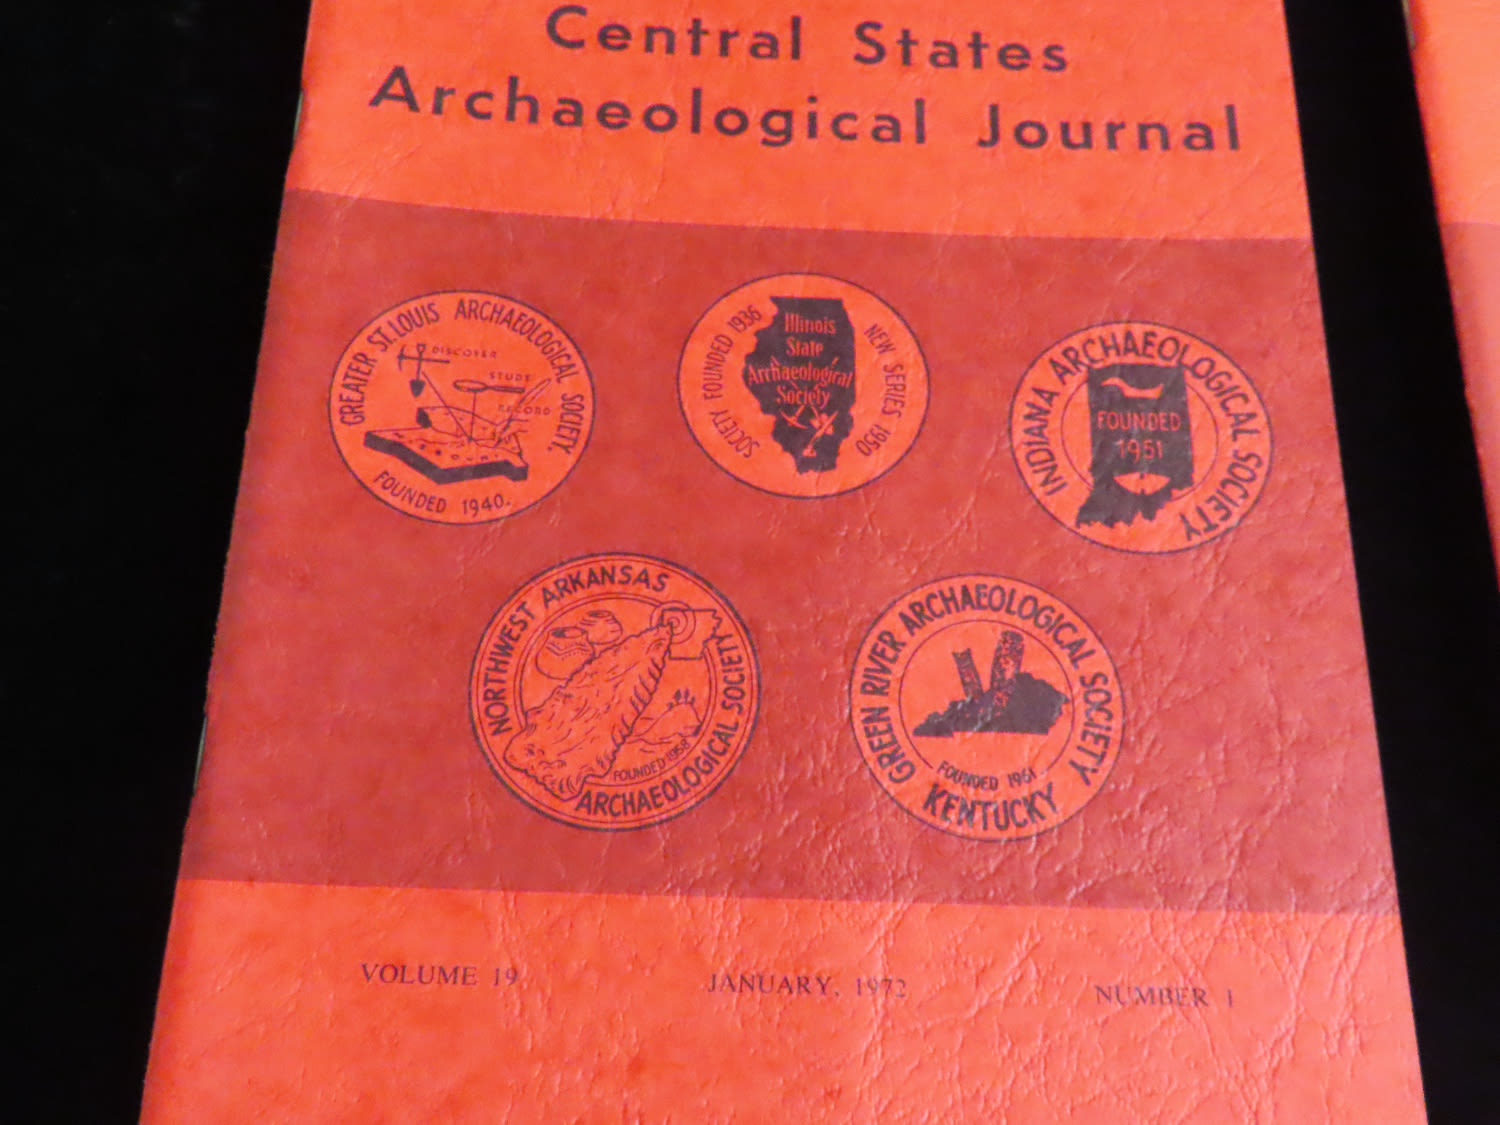 Central States
Archaeological Journal
GREATER ST. LOUIS ARCHAEOLOGICAL SOCIETY.
DISCOVER
STUDY
RECORD
FOUNDED 1940.
SOCIETY FOUNDED 1936
Illinois
State
Archaeological
Society
NEW SERIES 1950
INDIANA ARCHAEOLOGICAL SOCIETY
FOUNDED
1951
NORTHWEST ARKANSAS
FOUNDED 1958
ARCHAEOLOGICAL SOCIETY
GREEN RIVER ARCHAEOLOGICAL SOCIETY
FOUNDED 1961
KENTUCKY
VOLUME 19
JANUARY, 1972
NUMBER 1